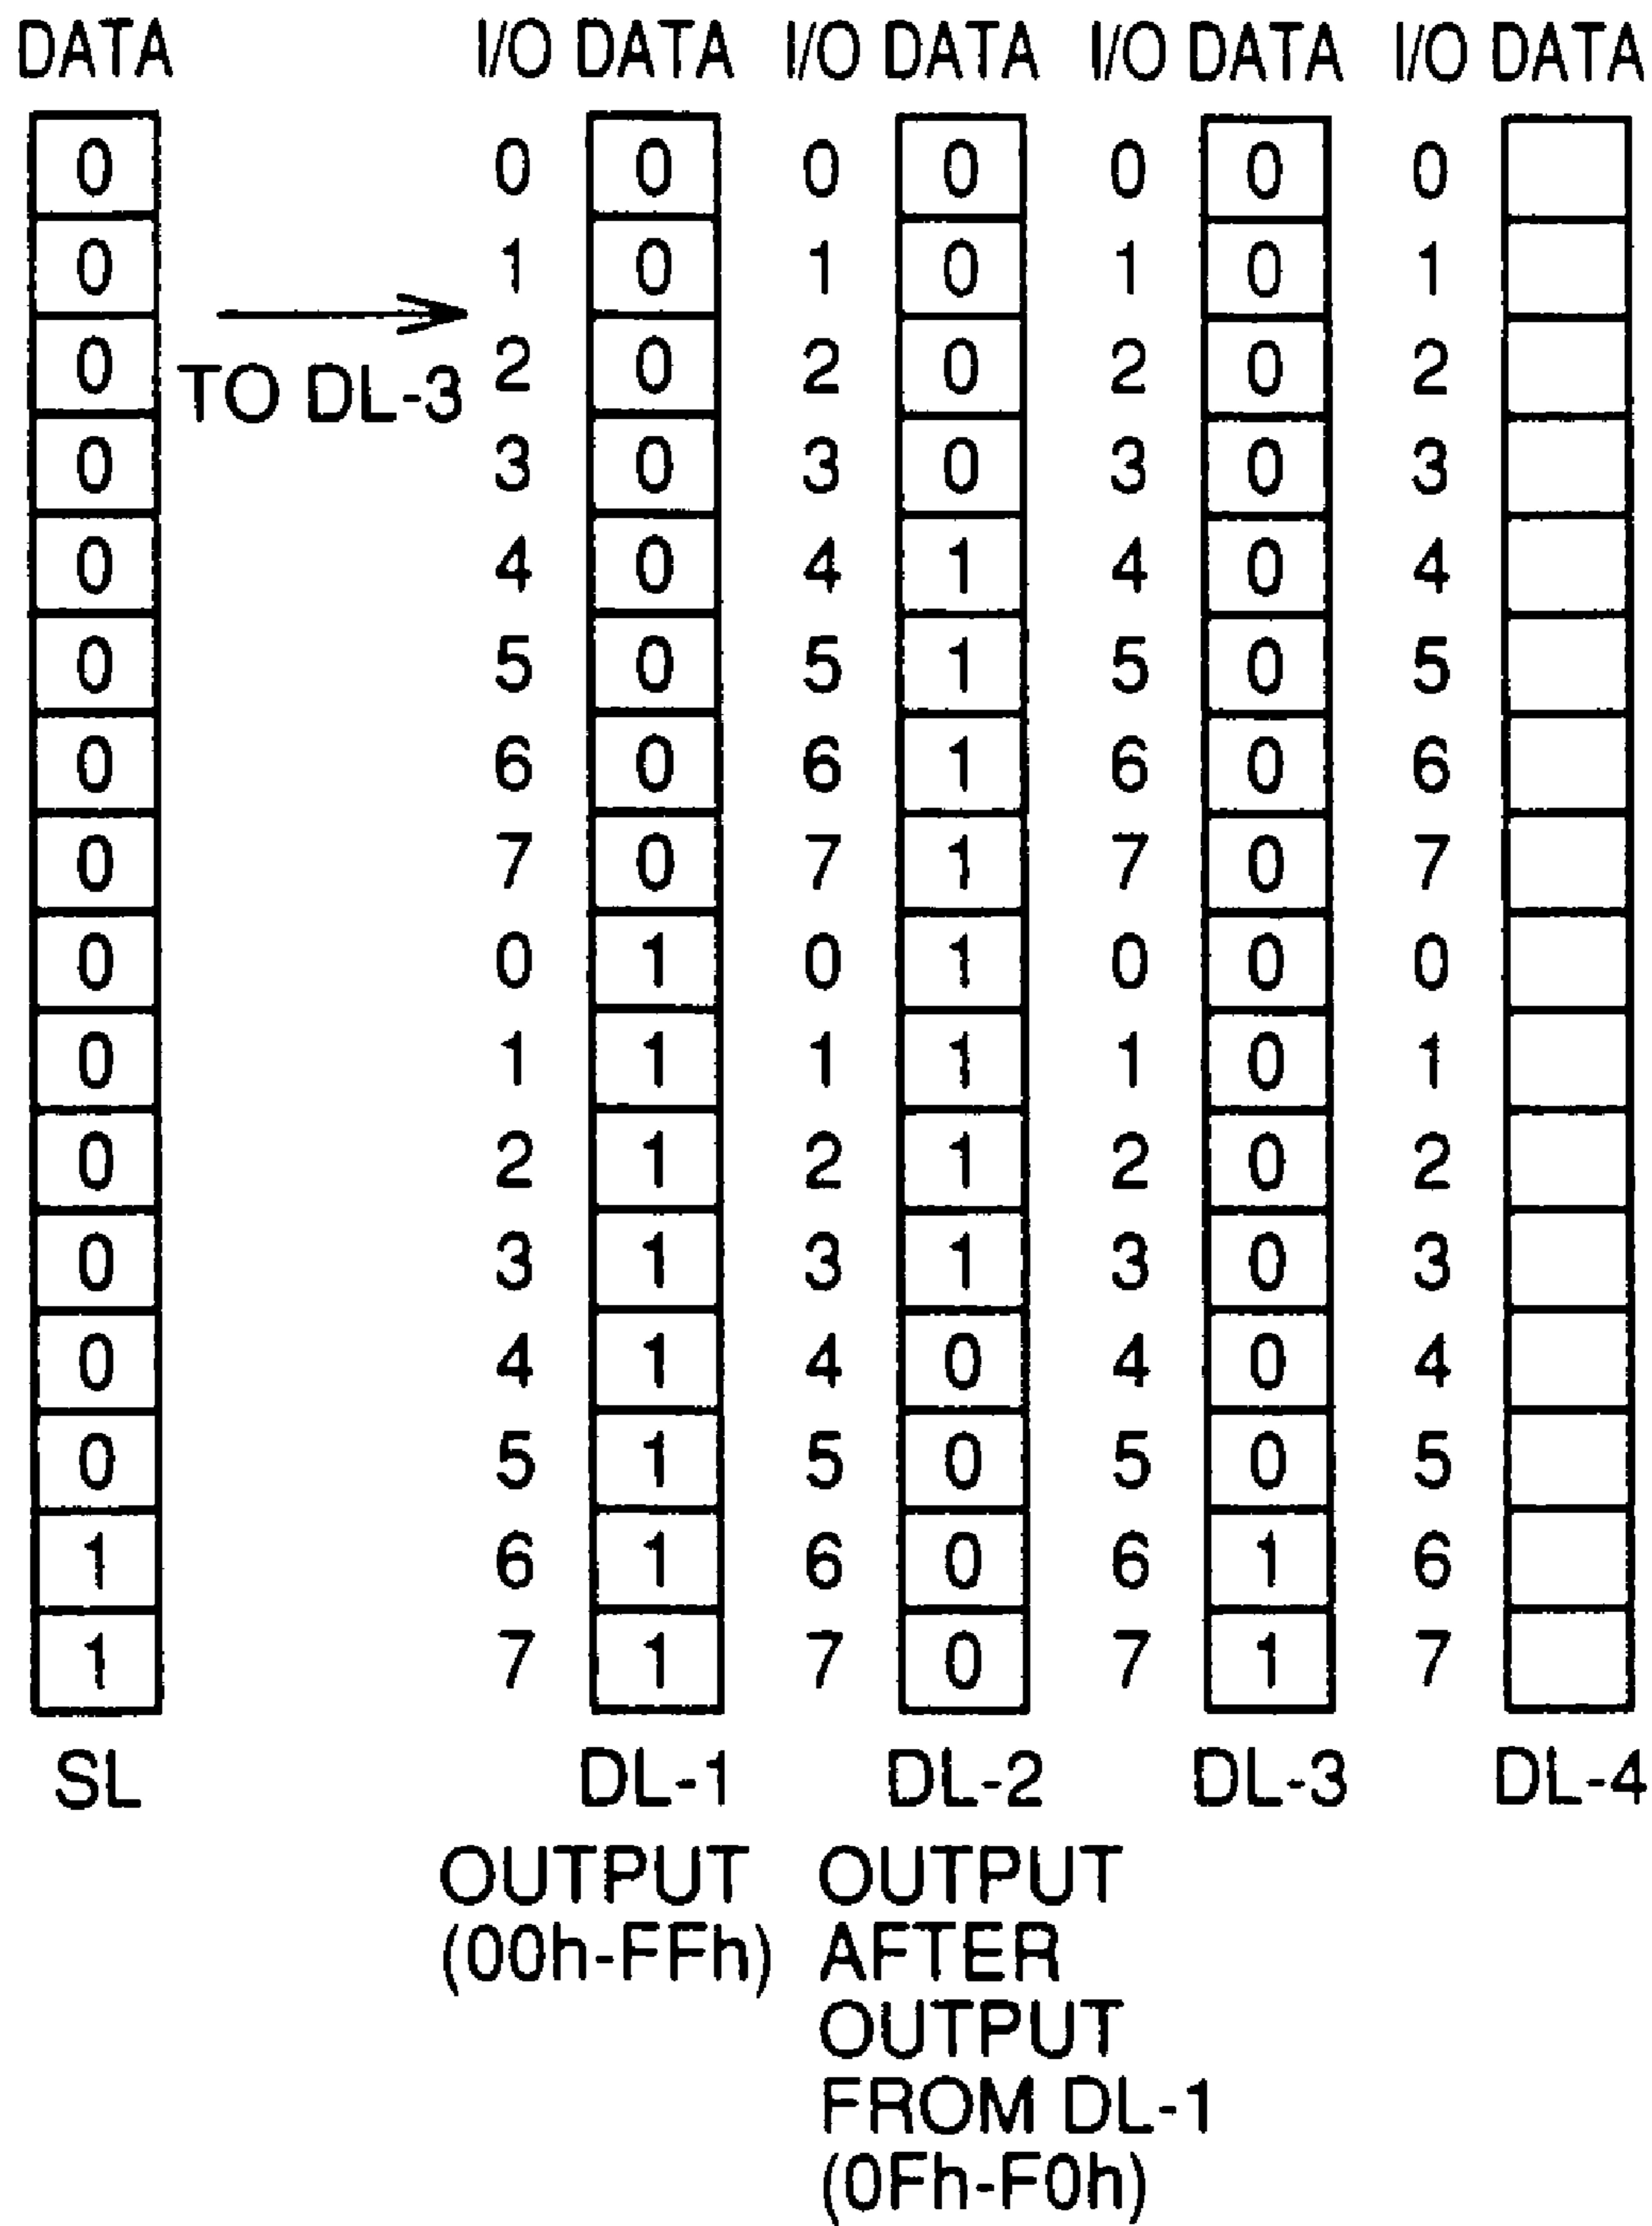 DATA I/O DATA I/O DATA I/O DATA I/O DATA
0 0 0 0 0 0 0 0
0 1 0 1 0 1 0 1
TO DL-3
0 2 0 2 0 2 0 2
0 3 0 3 0 3 0 3
0 4 0 4 1 4 0 4
0 5 0 5 1 5 0 5
0 6 0 6 1 6 0 6
0 7 0 7 1 7 0 7
0 0 1 0 1 0 0 0
0 1 1 1 1 1 0 1
0 2 1 2 1 2 0 2
0 3 1 3 1 3 0 3
0 4 1 4 0 4 0 4
0 5 1 5 0 5 0 5
1 6 1 6 0 6 1 6
1 7 1 7 0 7 1 7
SL DL-1 DL-2 DL-3 DL-4
OUTPUT
(00h-FFh)
OUTPUT
AFTER
OUTPUT
FROM DL-1
(0Fh-F0h)